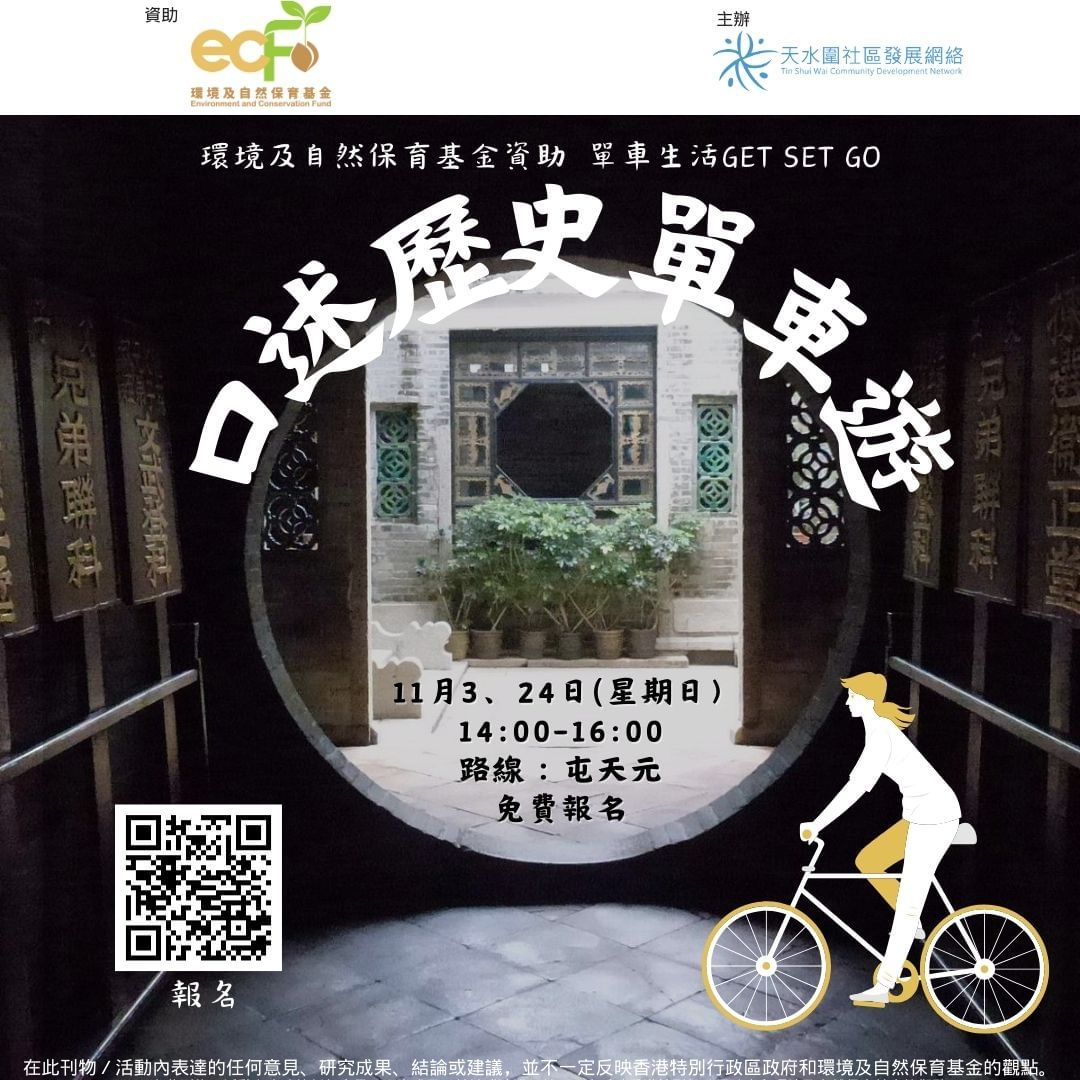 資助
ecf
環境及自然保育基金
Environment and Conservation Fund
主辦
天水圍社區發展網絡
Tin Shui Wai Community Development Network
環境及自然保育基金資助 單車生活GET SET GO
口述歷史單車遊
兄弟聯科
文武登科
元弟聯科
11月3、24日(星期日)
14:00-16:00
路線：屯天元
免費報名
報名
在此刊物／活動內表達的任何意見、研究成果、結論或建議，並不一定反映香港特別行政區政府和環境及自然保育基金的觀點。